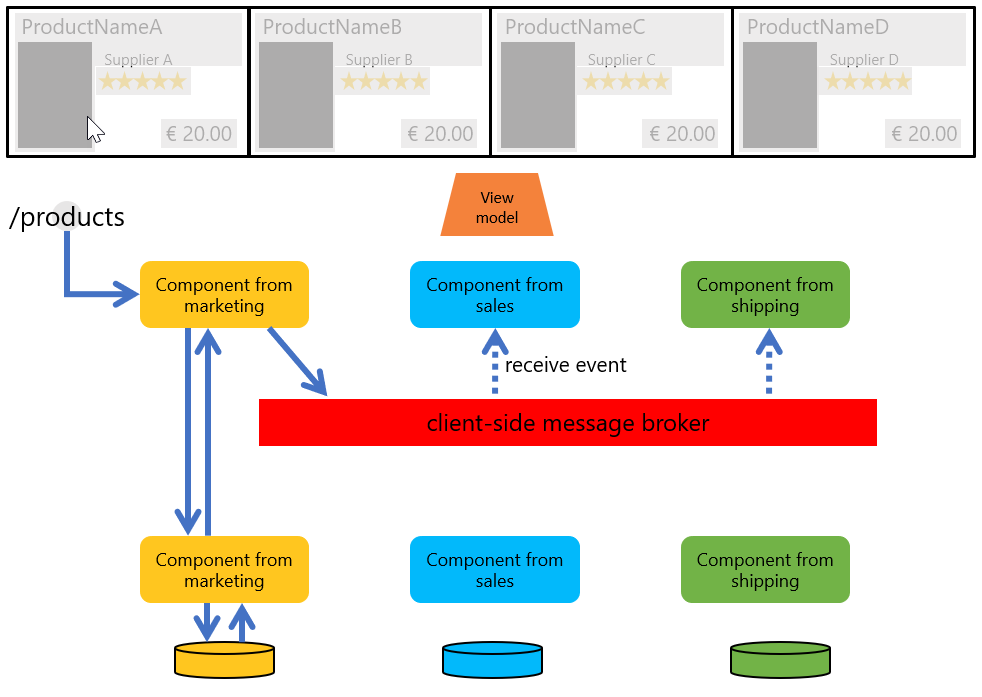 ProductNameA
ProductNameB
ProductNameC
ProductNameD
Supplier A
Supplier B
Supplier C
Supplier D
€ 20.00
€ 20.00
€ 20.00
€ 20.00
View
model
/products
Component from
marketing
Component from
sales
Component from
shipping
receive event
client-side message broker
Component from
marketing
Component from
sales
Component from
shipping